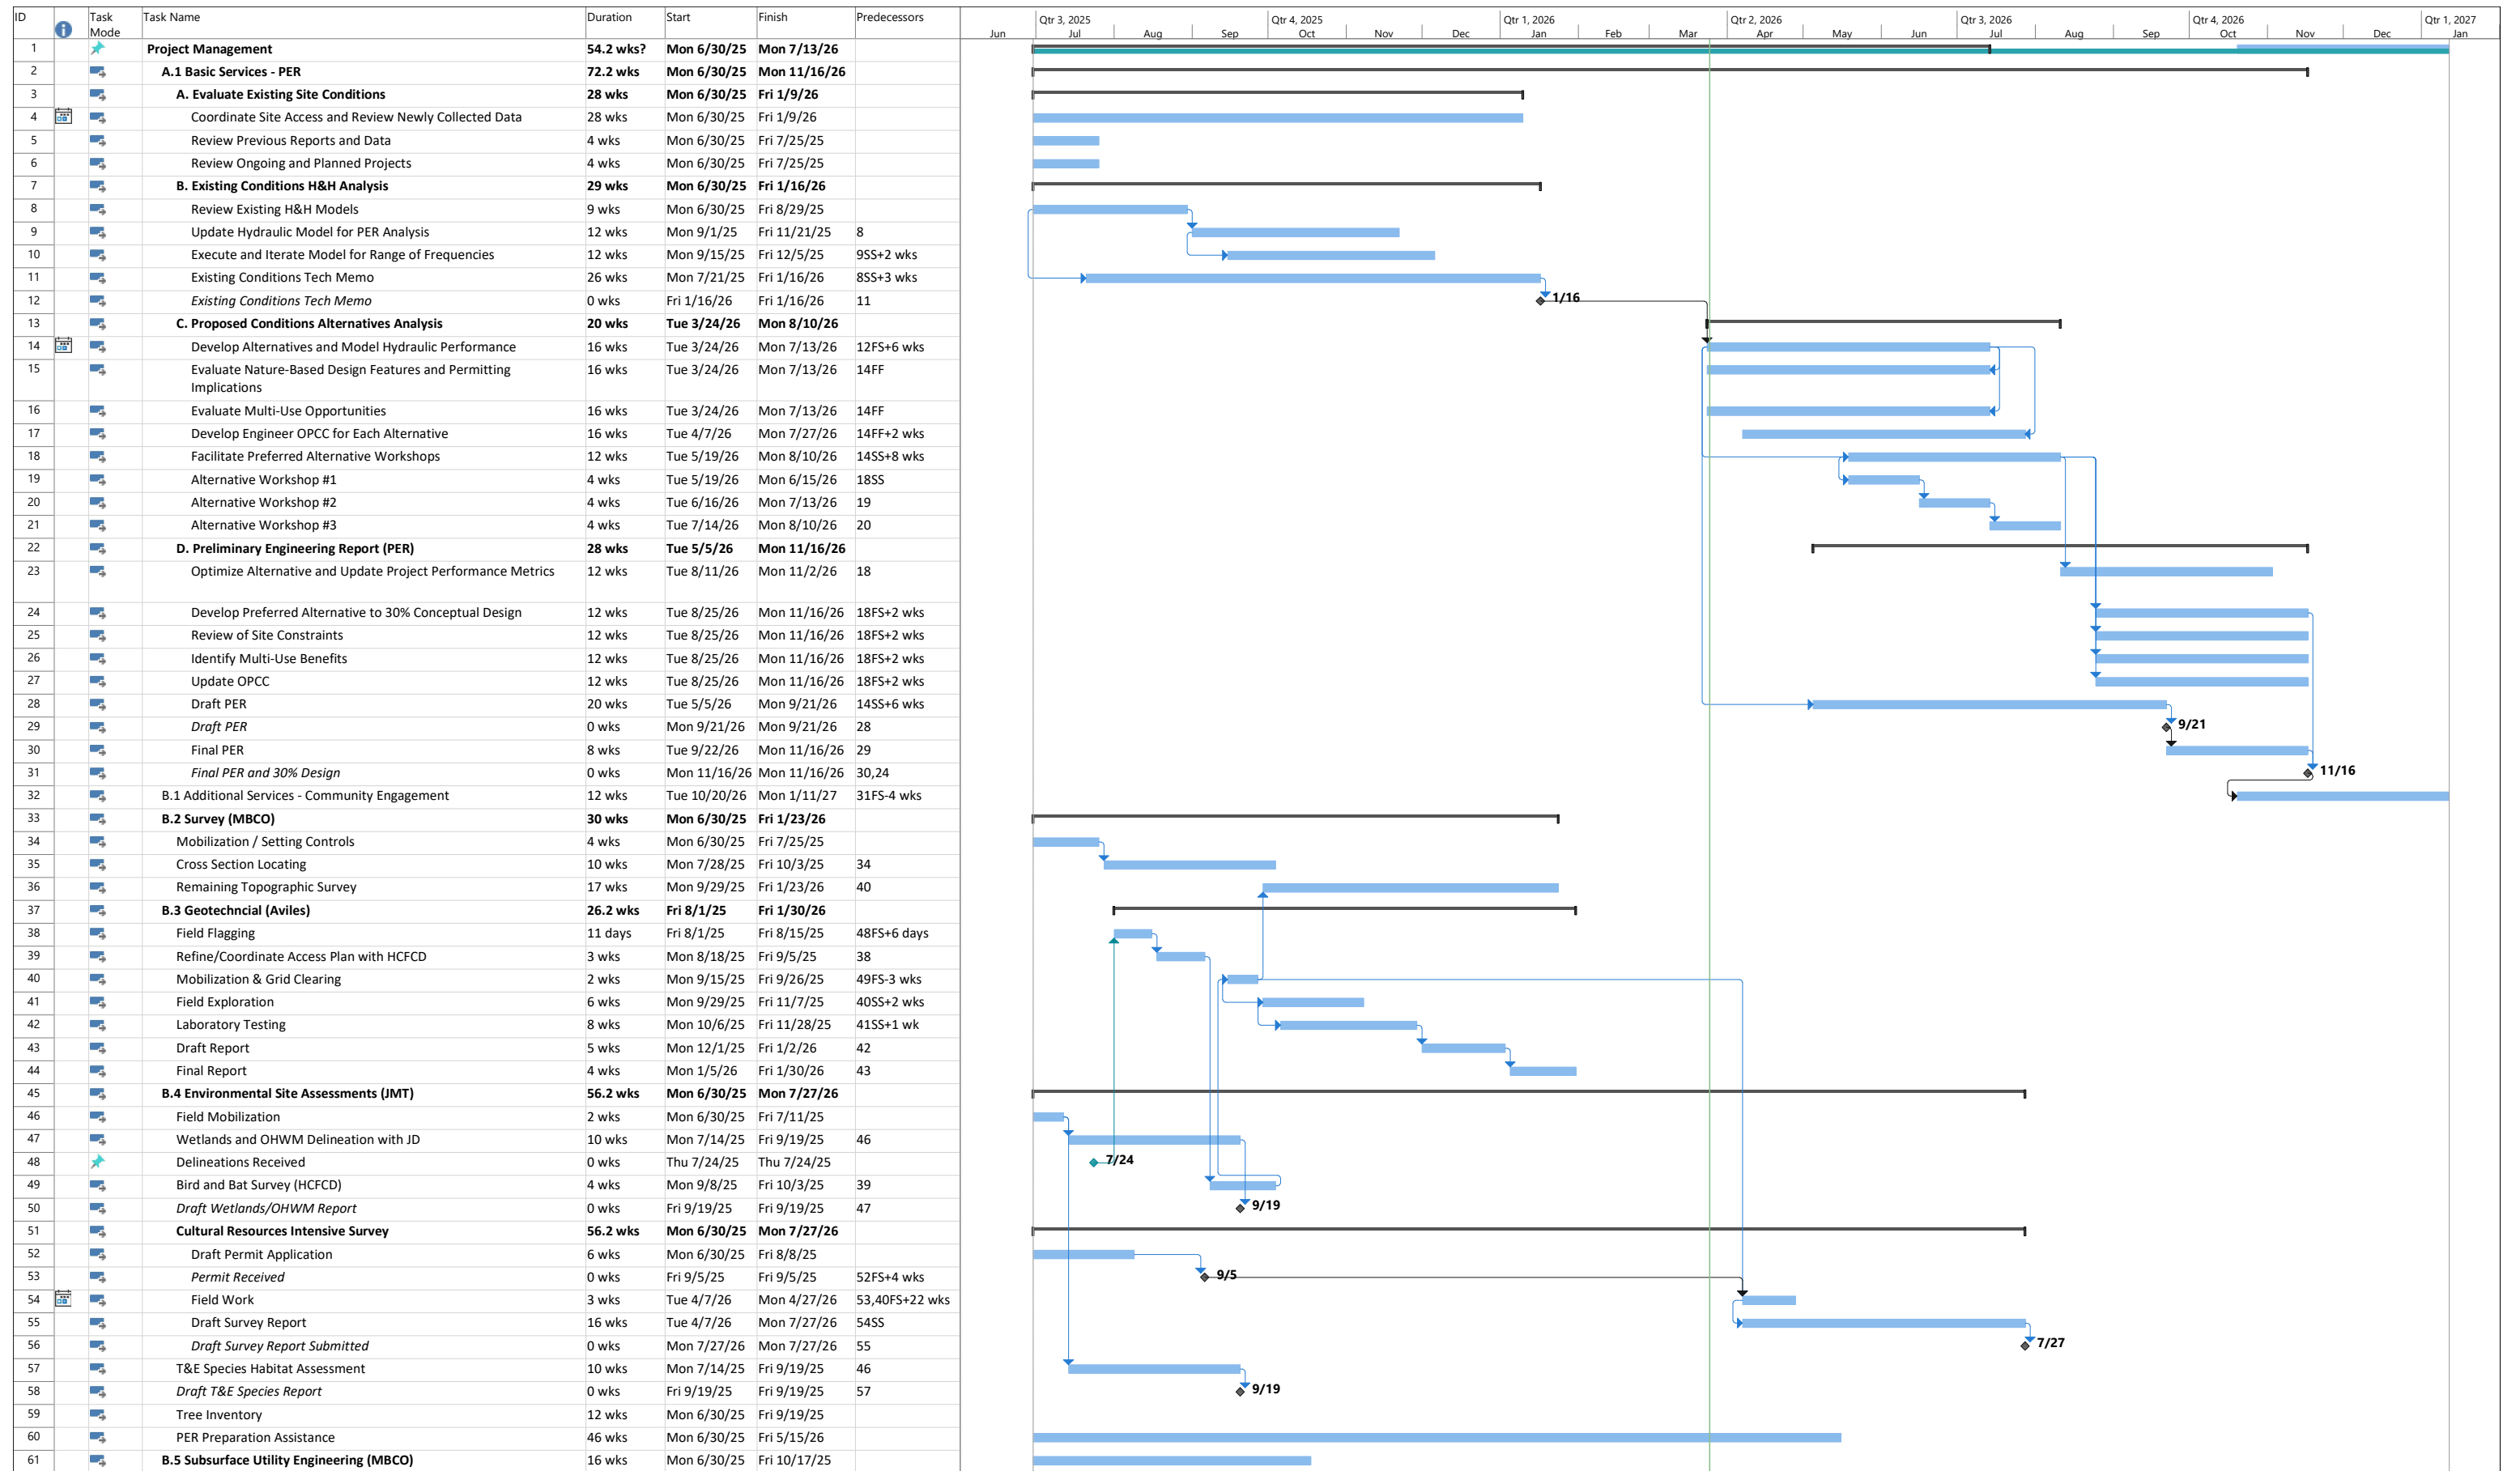 ID Task Mode Task Name Duration Start Finish Predecessors
Qtr 3, 2025 Qtr 4, 2025 Qtr 1, 2026 Qtr 2, 2026 Qtr 3, 2026 Qtr 4, 2026 Qtr 1, 2027
Jun Jul Aug Sep Oct Nov Dec Jan Feb Mar Apr May Jun Jul Aug Sep Oct Nov Dec Jan
1 Project Management 54.2 wks? Mon 6/30/25 Mon 7/13/26
2 A.1 Basic Services - PER 72.2 wks Mon 6/30/25 Mon 11/16/26
3 A. Evaluate Existing Site Conditions 28 wks Mon 6/30/25 Fri 1/9/26
4 Coordinate Site Access and Review Newly Collected Data 28 wks Mon 6/30/25 Fri 1/9/26
5 Review Previous Reports and Data 4 wks Mon 6/30/25 Fri 7/25/25
6 Review Ongoing and Planned Projects 4 wks Mon 6/30/25 Fri 7/25/25
7 B. Existing Conditions H&H Analysis 29 wks Mon 6/30/25 Fri 1/16/26
8 Review Existing H&H Models 9 wks Mon 6/30/25 Fri 8/29/25
9 Update Hydraulic Model for PER Analysis 12 wks Mon 9/1/25 Fri 11/21/25 8
10 Execute and Iterate Model for Range of Frequencies 12 wks Mon 9/15/25 Fri 12/5/25 9SS+2 wks
11 Existing Conditions Tech Memo 26 wks Mon 7/21/25 Fri 1/16/26 8SS+3 wks
12 Existing Conditions Tech Memo 0 wks Fri 1/16/26 Fri 1/16/26 11 1/16
13 C. Proposed Conditions Alternatives Analysis 20 wks Tue 3/24/26 Mon 8/10/26
14 Develop Alternatives and Model Hydraulic Performance 16 wks Tue 3/24/26 Mon 7/13/26 12FS+6 wks
15 Evaluate Nature-Based Design Features and Permitting 16 wks Tue 3/24/26 Mon 7/13/26 14FF
Implications
16 Evaluate Multi-Use Opportunities 16 wks Tue 3/24/26 Mon 7/13/26 14FF
17 Develop Engineer OPCC for Each Alternative 16 wks Tue 4/7/26 Mon 7/27/26 14FF+2 wks
18 Facilitate Preferred Alternative Workshops 12 wks Tue 5/19/26 Mon 8/10/26 14SS+8 wks
19 Alternative Workshop #1 4 wks Tue 5/19/26 Mon 6/15/26 18SS
20 Alternative Workshop #2 4 wks Tue 6/16/26 Mon 7/13/26 19
21 Alternative Workshop #3 4 wks Tue 7/14/26 Mon 8/10/26 20
22 D. Preliminary Engineering Report (PER) 28 wks Tue 5/5/26 Mon 11/16/26
23 Optimize Alternative and Update Project Performance Metrics 12 wks Tue 8/11/26 Mon 11/2/26 18
24 Develop Preferred Alternative to 30% Conceptual Design 12 wks Tue 8/25/26 Mon 11/16/26 18FS+2 wks
25 Review of Site Constraints 12 wks Tue 8/25/26 Mon 11/16/26 18FS+2 wks
26 Identify Multi-Use Benefits 12 wks Tue 8/25/26 Mon 11/16/26 18FS+2 wks
27 Update OPCC 12 wks Tue 8/25/26 Mon 11/16/26 18FS+2 wks
28 Draft PER 20 wks Tue 5/5/26 Mon 9/21/26 14SS+6 wks
29 Draft PER 0 wks Mon 9/21/26 Mon 9/21/26 28 9/21
30 Final PER 8 wks Tue 9/22/26 Mon 11/16/26 29
31 Final PER and 30% Design 0 wks Mon 11/16/26 Mon 11/16/26 30,24 11/16
32 B.1 Additional Services - Community Engagement 12 wks Tue 10/20/26 Mon 1/11/27 31FS-4 wks
33 B.2 Survey (MBCO) 30 wks Mon 6/30/25 Fri 1/23/26
34 Mobilization / Setting Controls 4 wks Mon 6/30/25 Fri 7/25/25
35 Cross Section Locating 10 wks Mon 7/28/25 Fri 10/3/25 34
36 Remaining Topographic Survey 17 wks Mon 9/29/25 Fri 1/23/26 40
37 B.3 Geotechncial (Aviles) 26.2 wks Fri 8/1/25 Fri 1/30/26
38 Field Flagging 11 days Fri 8/1/25 Fri 8/15/25 48FS+6 days
39 Refine/Coordinate Access Plan with HCFCD 3 wks Mon 8/18/25 Fri 9/5/25 38
40 Mobilization & Grid Clearing 2 wks Mon 9/15/25 Fri 9/26/25 49FS-3 wks
41 Field Exploration 6 wks Mon 9/29/25 Fri 11/7/25 40SS+2 wks
42 Laboratory Testing 8 wks Mon 10/6/25 Fri 11/28/25 41SS+1 wk
43 Draft Report 5 wks Mon 12/1/25 Fri 1/2/26 42
44 Final Report 4 wks Mon 1/5/26 Fri 1/30/26 43
45 B.4 Environmental Site Assessments (JMT) 56.2 wks Mon 6/30/25 Mon 7/27/26
46 Field Mobilization 2 wks Mon 6/30/25 Fri 7/11/25
47 Wetlands and OHWM Delineation with JD 10 wks Mon 7/14/25 Fri 9/19/25 46
48 Delineations Received 0 wks Thu 7/24/25 Thu 7/24/25 7/24
49 Bird and Bat Survey (HCFCD) 4 wks Mon 9/8/25 Fri 10/3/25 39
50 Draft Wetlands/OHWM Report 0 wks Fri 9/19/25 Fri 9/19/25 47 9/19
51 Cultural Resources Intensive Survey 56.2 wks Mon 6/30/25 Mon 7/27/26
52 Draft Permit Application 6 wks Mon 6/30/25 Fri 8/8/25
53 Permit Received 0 wks Fri 9/5/25 Fri 9/5/25 52FS+4 wks 9/5
54 Field Work 3 wks Tue 4/7/26 Mon 4/27/26 53,40FS+22 wks
55 Draft Survey Report 16 wks Tue 4/7/26 Mon 7/27/26 54SS
56 Draft Survey Report Submitted 0 wks Mon 7/27/26 Mon 7/27/26 55 7/27
57 T&E Species Habitat Assessment 10 wks Mon 7/14/25 Fri 9/19/25 46
58 Draft T&E Species Report 0 wks Fri 9/19/25 Fri 9/19/25 57 9/19
59 Tree Inventory 12 wks Mon 6/30/25 Fri 9/19/25
60 PER Preparation Assistance 46 wks Mon 6/30/25 Fri 5/15/26
61 B.5 Subsurface Utility Engineering (MBCO) 16 wks Mon 6/30/25 Fri 10/17/25